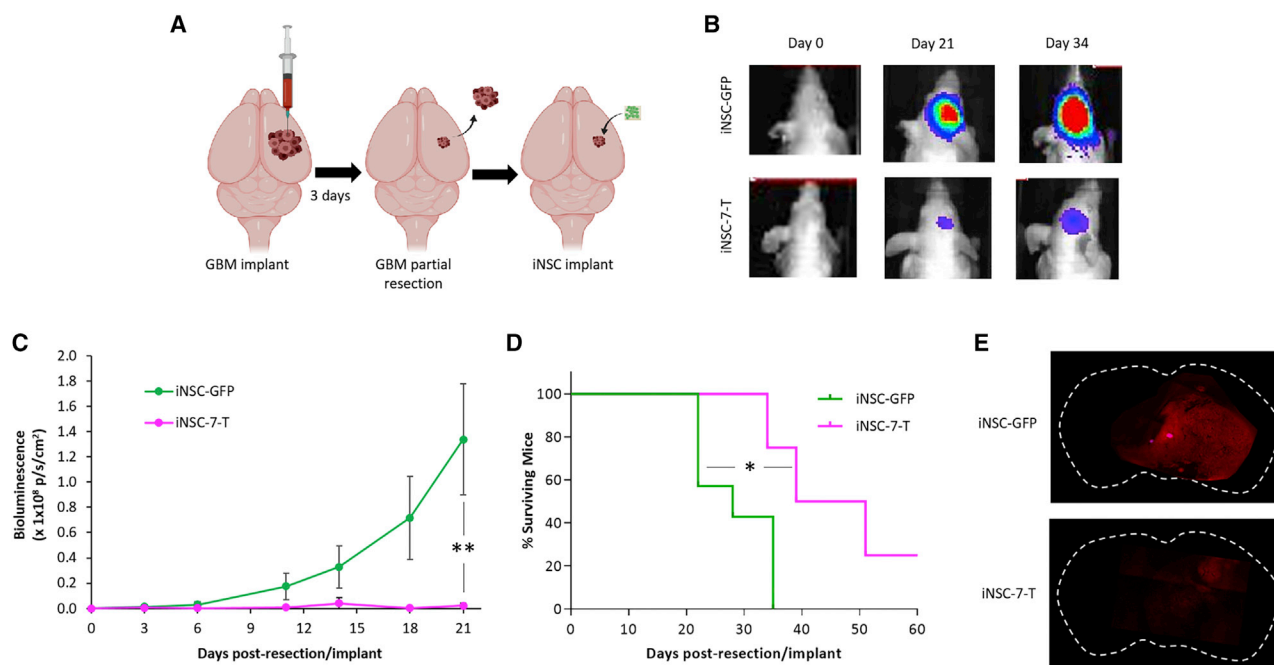 A
3 days
GBM implant
GBM partial
resection
iNSC implant
B
Day 0
Day 21
Day 34
iNSC-GFP
iNSC-7-T
C
2.0
1.8
1.6
1.4
1.2
1.0
0.8
0.6
0.4
0.2
0.0
Bioluminescence
(x 1x10⁸ p/s/cm²)
iNSC-GFP
iNSC-7-T
**
0
3
6
9
12
15
18
21
Days post-resection/implant
D
100
80
60
40
20
0
% Surviving Mice
iNSC-GFP
iNSC-7-T
*
0
10
20
30
40
50
60
Days post-resection/implant
E
iNSC-GFP
iNSC-7-T